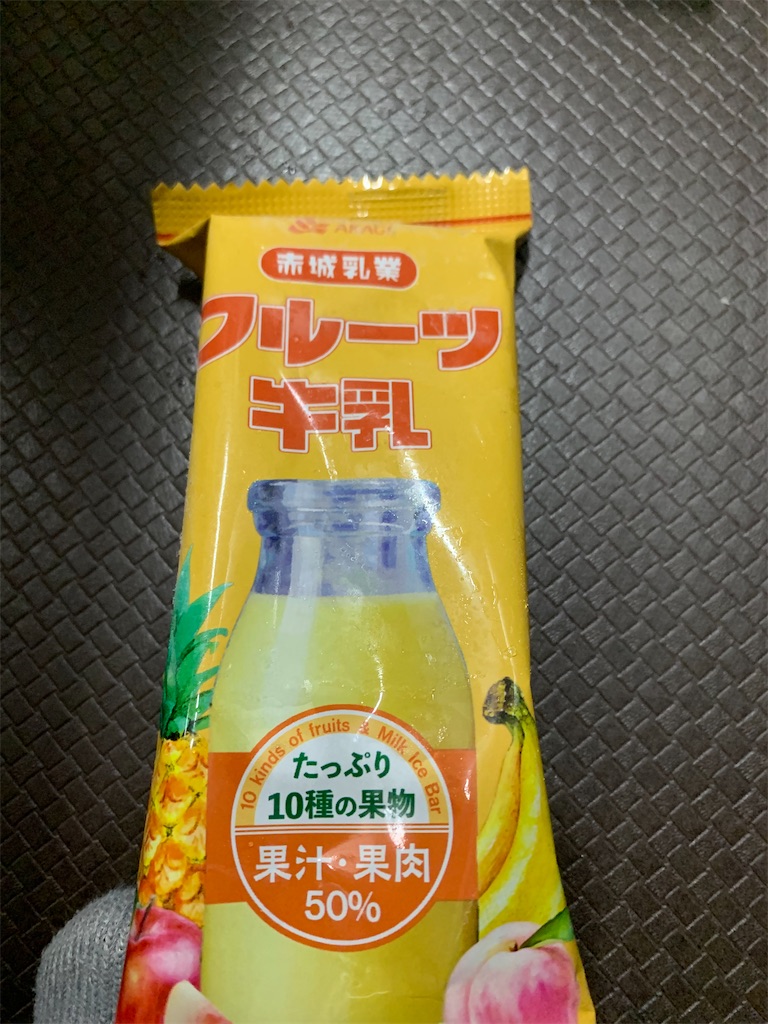 AKAGI
赤城乳業
フルーツ
牛乳
10 kinds of fruits & Milk Ice Bar
たっぷり
10種の果物
果汁・果肉
50%